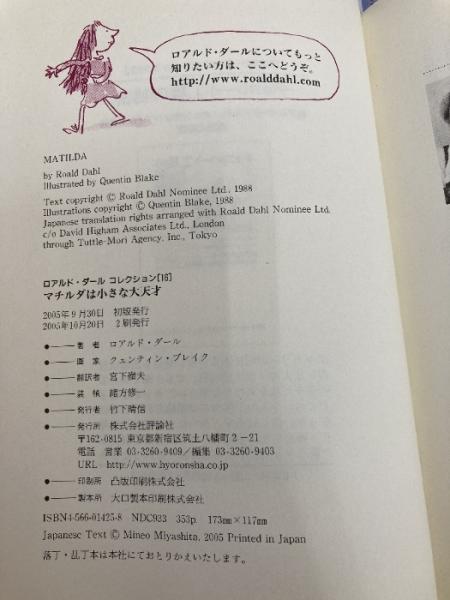 ロアルド・ダールについてもっと
知りたい方は、ここへどうぞ。
http://www.roalddahl.com
MATILDA
by Roald Dahl
Illustrated by Quentin Blake
Text copyright © Roald Dahl Nominee Ltd., 1988
Illustrations copyright © Quentin Blake, 1988
Japanese translation rights arranged with Roald Dahl Nominee Ltd.
c/o David Higham Associates Ltd., London
through Tuttle-Mori Agency, Inc., Tokyo
ロアルド・ダール コレクション[16]
マチルダは小さな大天才
2005年9月30日 初版発行
2005年10月20日 2刷発行
●――著 者 ロアルド・ダール
●――画 家 クェンティン・ブレイク
●――翻訳者 宮下嶺夫
●――装 幀 緒方修一
●――発行者 竹下晴信
●――発行所 株式会社評論社
〒162-0815 東京都新宿区筑土八幡町2-21
電話 営業 03-3260-9409/編集 03-3260-9403
URL http://www.hyoronsha.co.jp
●――印刷所 凸版印刷株式会社
●――製本所 大口製本印刷株式会社
ISBN4-566-01425-8 NDC933 353p. 173mm×117mm
Japanese Text © Mineo Miyashita, 2005 Printed in Japan
落丁・乱丁本は本社にておとりかえいたします。